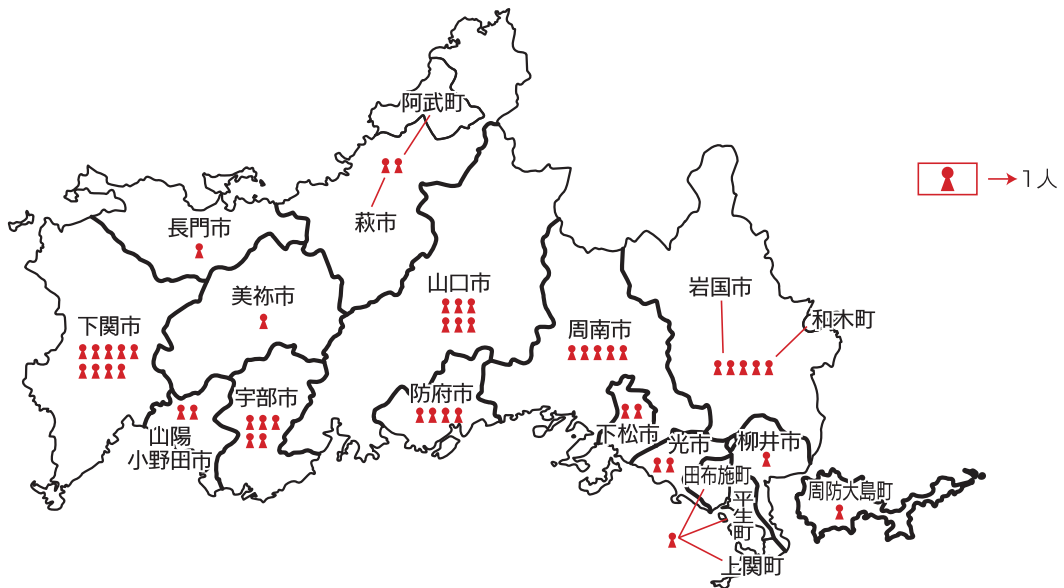 阿武町
萩市
長門市
美祢市
下関市
山陽
小野田市
宇部市
山口市
防府市
周南市
下松市
光市
岩国市
和木町
柳井市
田布施町
平生町
上関町
周防大島町
1人